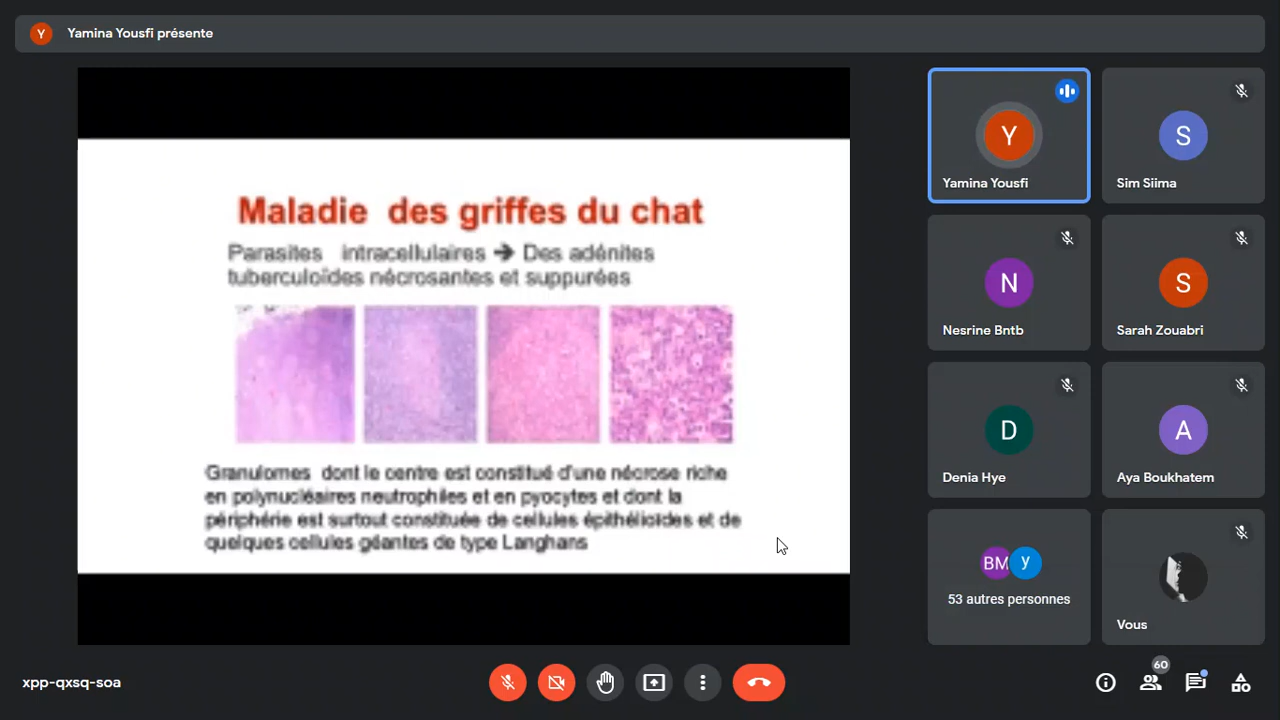 Y
Yamina Yousfi présente
Maladie des griffes du chat
Parasites intracellulaires ➔ Des adénites
tuberculoïdes nécrosantes et suppurées
Granulomes dont le centre est constitué d'une nécrose riche
en polynucléaires neutrophiles et en pyocytes et dont la
périphérie est surtout constituée de cellules épithélioïdes et de
quelques cellules géantes de type Langhans
Y
Yamina Yousfi
S
Sim Siima
N
Nesrine Bntb
S
Sarah Zouabri
D
Denia Hye
A
Aya Boukhatem
BM
y
53 autres personnes
Vous
xpp-qxsq-soa
60